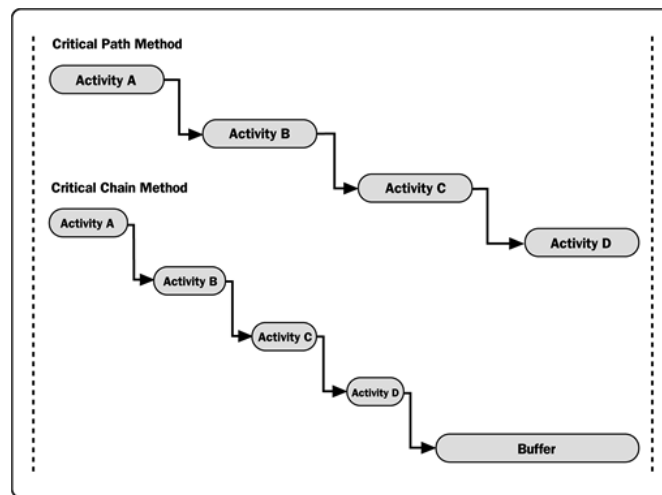 Critical Path Method
Activity A
Activity B
Activity C
Activity D
Critical Chain Method
Activity A
Activity B
Activity C
Activity D
Buffer